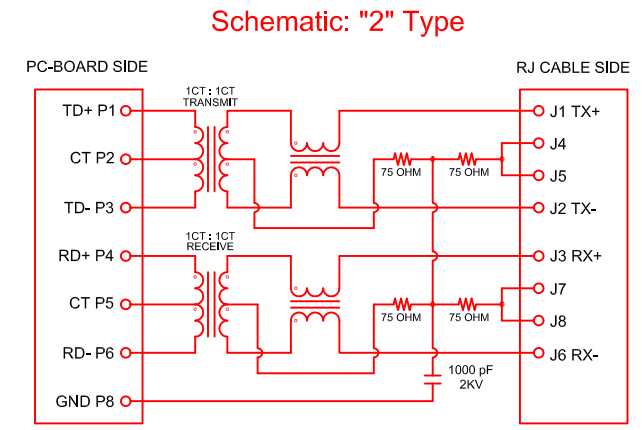 Schematic: "2" Type
PC-BOARD SIDE
RJ CABLE SIDE
1CT : 1CT
TRANSMIT
TD+ P1
J1 TX+
J4
CT P2
75 OHM
75 OHM
J5
TD- P3
J2 TX-
1CT : 1CT
RECEIVE
RD+ P4
J3 RX+
J7
CT P5
75 OHM
75 OHM
J8
RD- P6
J6 RX-
1000 pF
2KV
GND P8